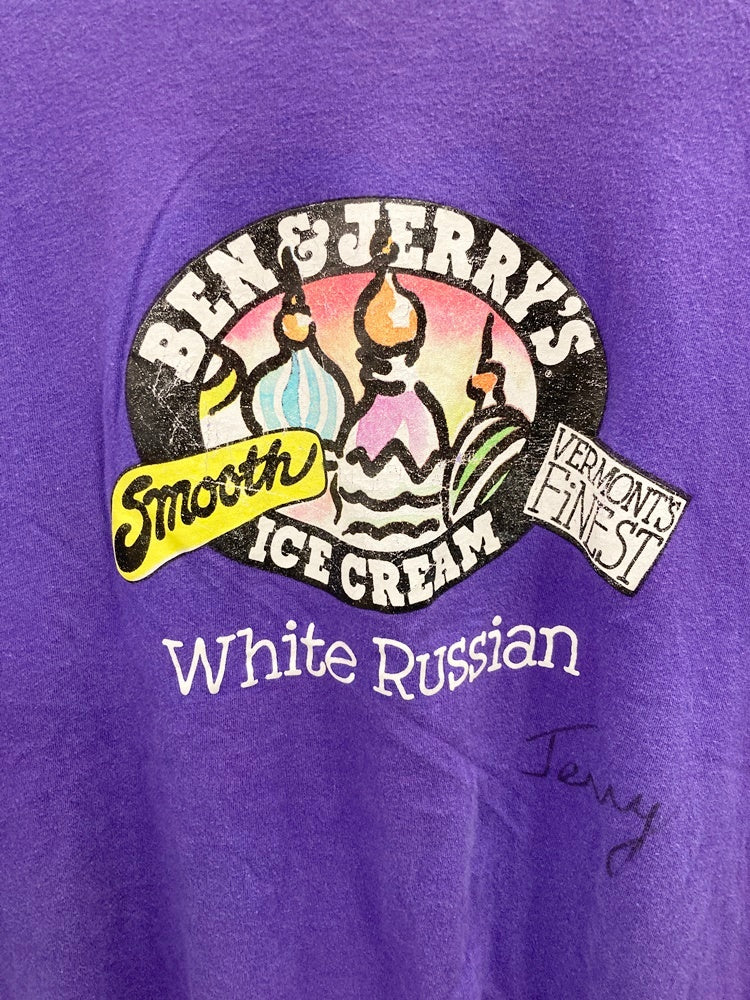 BEN & JERRY'S
Smooth
VERMONT'S
FiNEST
ICE CREAM
White Russian
Jerry